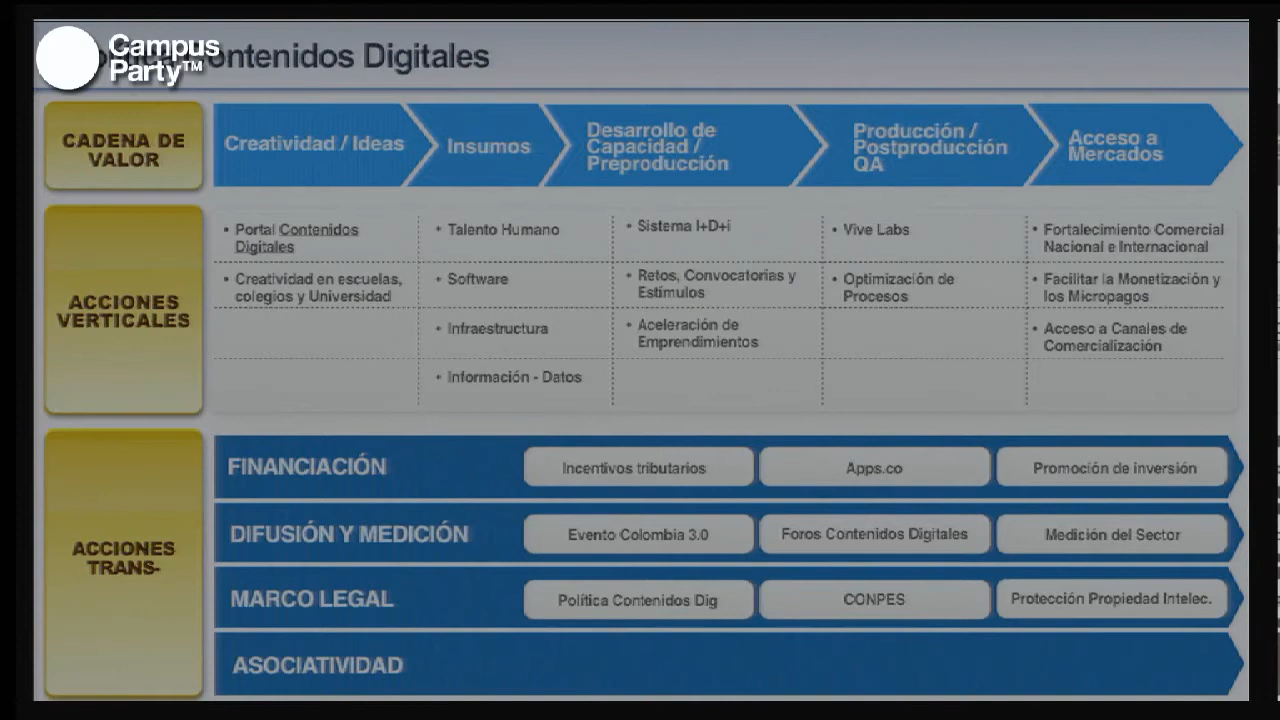 Campus
Party™
ontenidos Digitales
CADENA DE
VALOR
Creatividad / Ideas
Insumos
Desarrollo de
Capacidad /
Preproducción
Producción /
Postproducción
QA
Acceso a
Mercados
ACCIONES
VERTICALES
• Portal Contenidos
Digitales
• Creatividad en escuelas,
colegios y Universidad
• Talento Humano
• Software
• Infraestructura
• Información - Datos
• Sistema I+D+i
• Retos, Convocatorias y
Estímulos
• Aceleración de
Emprendimientos
• Vive Labs
• Optimización de
Procesos
• Fortalecimiento Comercial
Nacional e Internacional
• Facilitar la Monetización y
los Micropagos
• Acceso a Canales de
Comercialización
ACCIONES
TRANS-
FINANCIACIÓN
Incentivos tributarios
Apps.co
Promoción de inversión
DIFUSIÓN Y MEDICIÓN
Evento Colombia 3.0
Foros Contenidos Digitales
Medición del Sector
MARCO LEGAL
Política Contenidos Dig
CONPES
Protección Propiedad Intelec.
ASOCIATIVIDAD